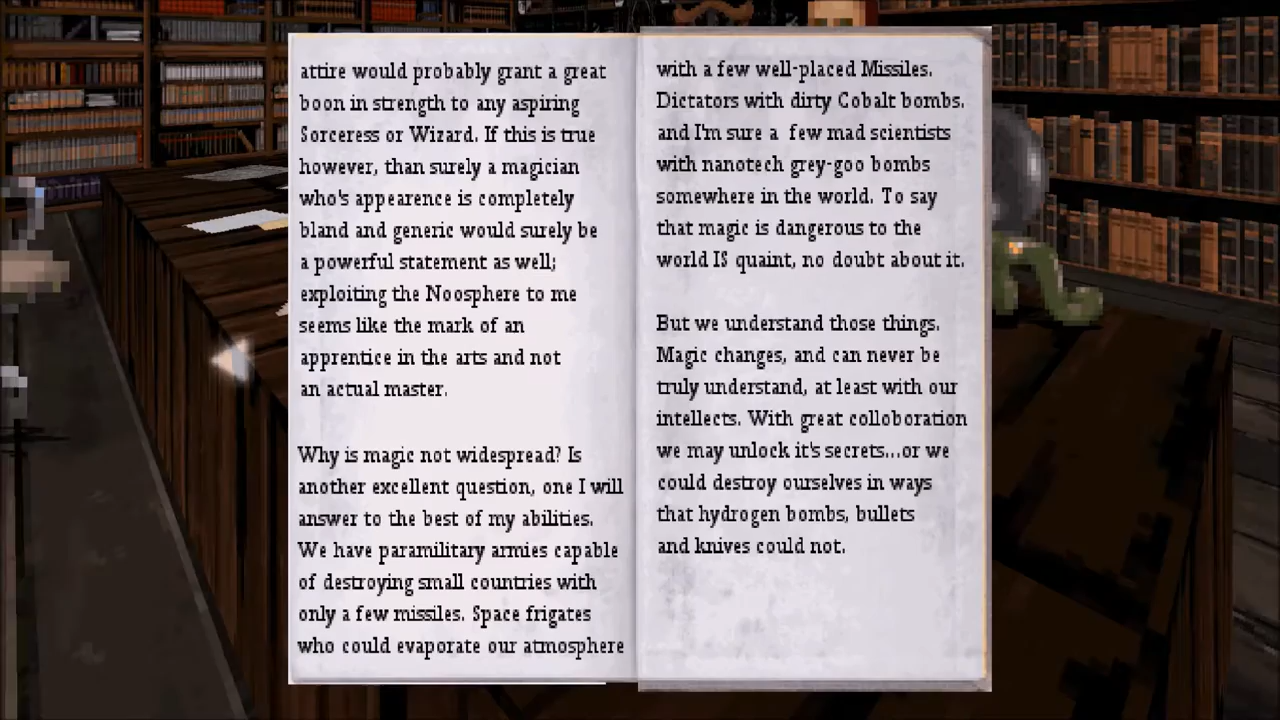 attire would probably grant a great
boon in strength to any aspiring
Sorceress or Wizard. If this is true
however, than surely a magician
who's appearence is completely
bland and generic would surely be
a powerful statement as well;
exploiting the Noosphere to me
seems like the mark of an
apprentice in the arts and not
an actual master.
Why is magic not widespread? Is
another excellent question, one I will
answer to the best of my abilities.
We have paramilitary armies capable
of destroying small countries with
only a few missiles. Space frigates
who could evaporate our atmosphere
with a few well-placed Missiles.
Dictators with dirty Cobalt bombs.
and I'm sure a few mad scientists
with nanotech grey-goo bombs
somewhere in the world. To say
that magic is dangerous to the
world IS quaint, no doubt about it.
But we understand those things.
Magic changes, and can never be
truly understand, at least with our
intellects. With great colloboration
we may unlock it's secrets...or we
could destroy ourselves in ways
that hydrogen bombs, bullets
and knives could not.